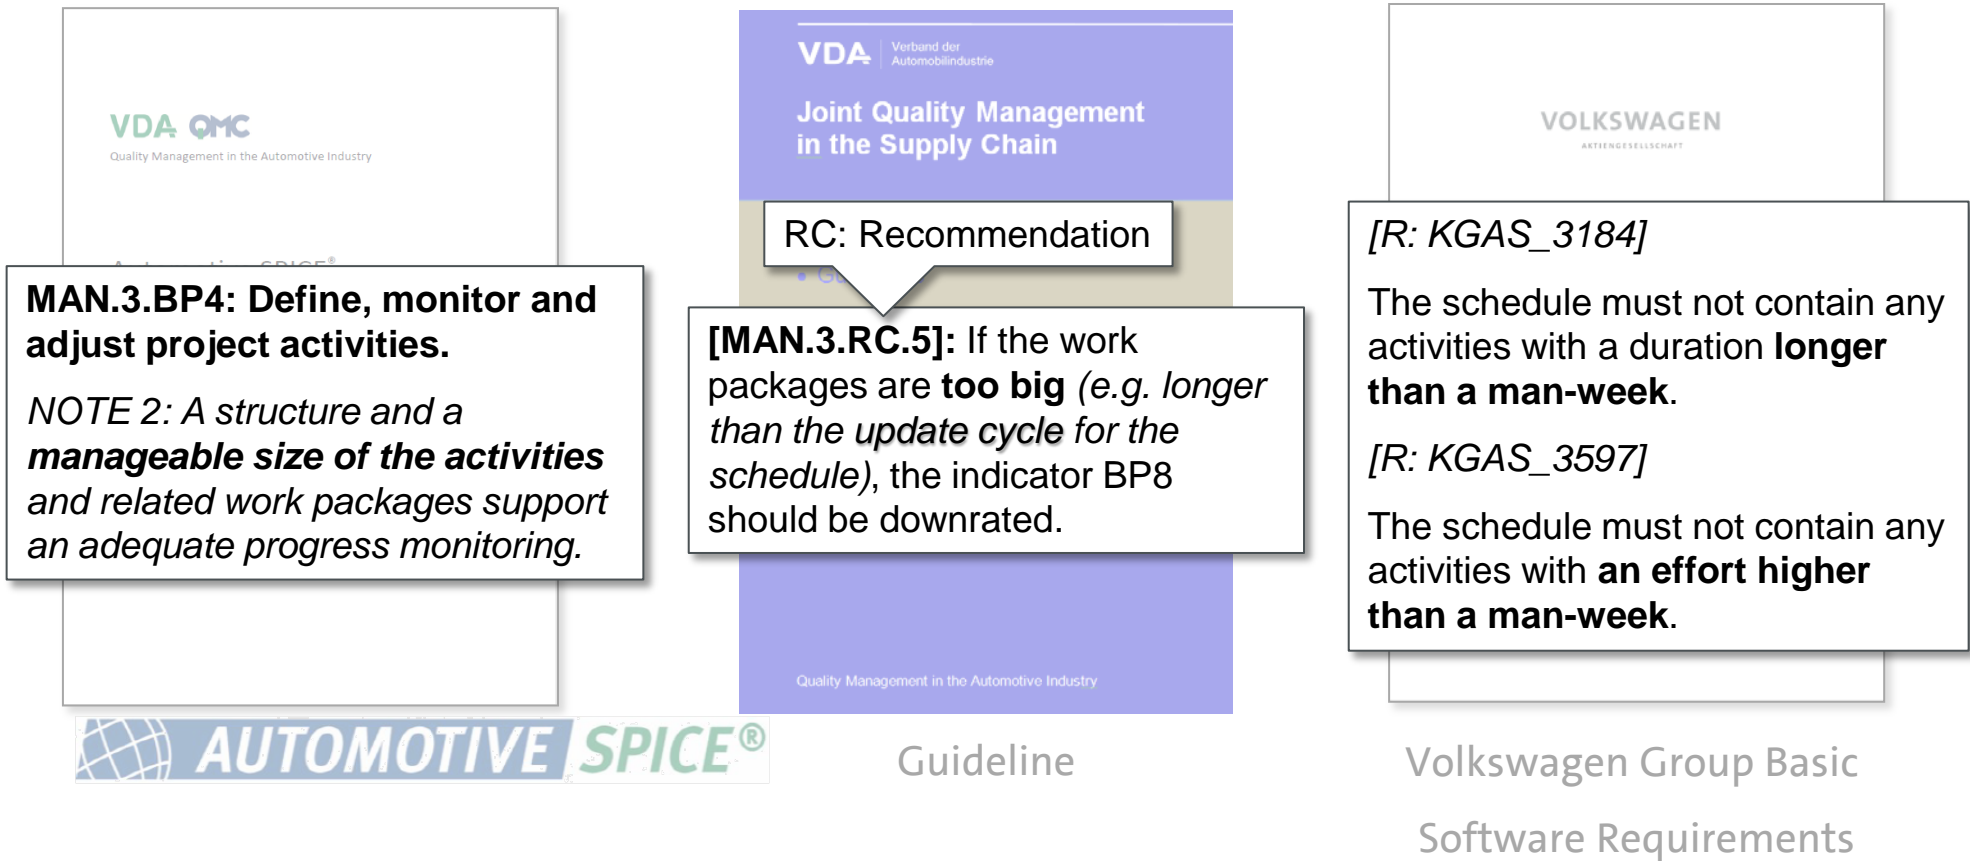 VDA QMC
Quality Management in the Automotive Industry
MAN.3.BP4: Define, monitor and
adjust project activities.
NOTE 2: A structure and a
manageable size of the activities
and related work packages support
an adequate progress monitoring.
AUTOMOTIVE SPICE®
VDA Verband der
Automobilindustrie
Joint Quality Management
in the Supply Chain
RC: Recommendation
[MAN.3.RC.5]: If the work
packages are too big (e.g. longer
than the update cycle for the
schedule), the indicator BP8
should be downrated.
Quality Management in the Automotive Industry
Guideline
VOLKSWAGEN
AKTIENGESELLSCHAFT
[R: KGAS_3184]
The schedule must not contain any
activities with a duration longer
than a man-week.
[R: KGAS_3597]
The schedule must not contain any
activities with an effort higher
than a man-week.
Volkswagen Group Basic
Software Requirements